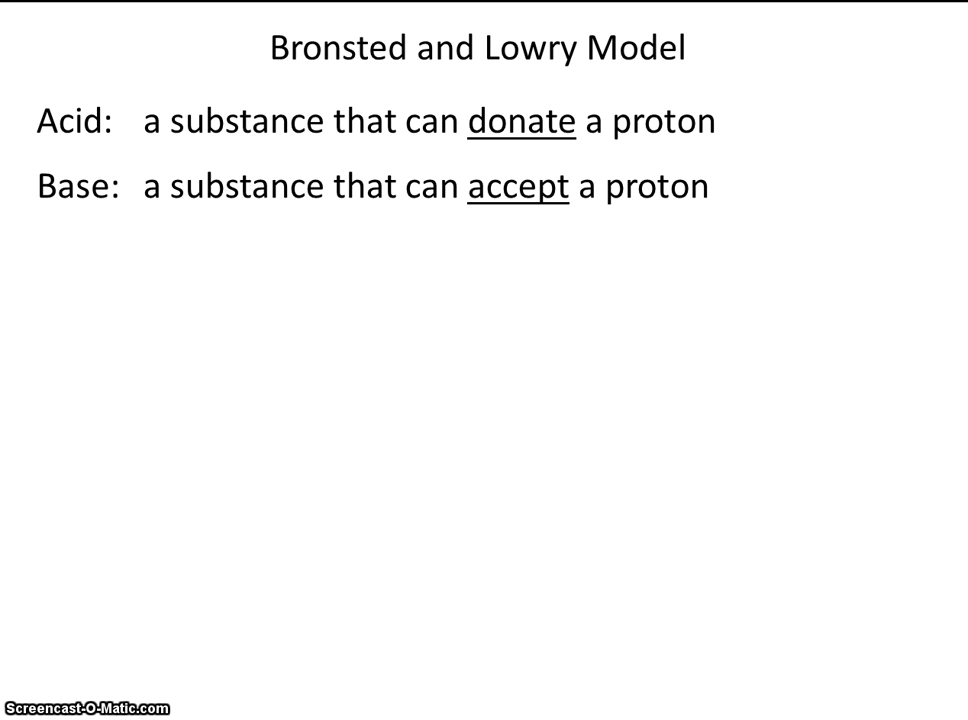 Bronsted and Lowry Model
Acid: a substance that can donate a proton
Base: a substance that can accept a proton
Screencast-O-Matic.com